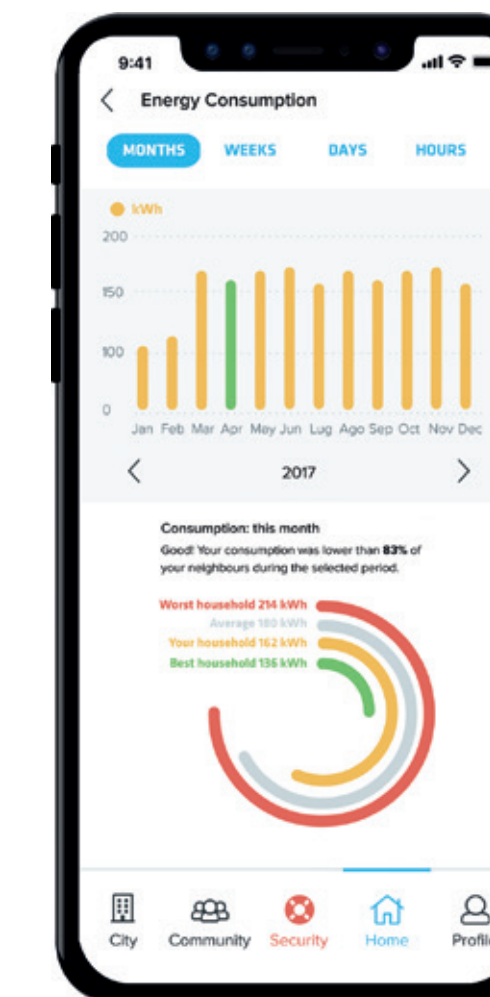 9:41
Energy Consumption
MONTHS WEEKS DAYS HOURS
kWh
200
150
100
0
Jan Feb Mar Apr May Jun Lug Ago Sep Oct Nov Dec
2017
Consumption: this month
Good! Your consumption was lower than 83% of
your neighbours during the selected period.
Worst household 214 kWh
Average 180 kWh
Your household 162 kWh
Best household 136 kWh
City Community Security Home Profile